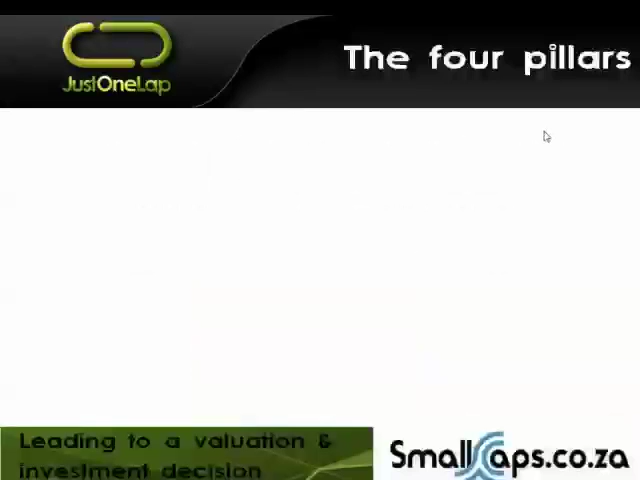 The four pillars
JustOneLap
Leading to a valuation &
investment decision
SmallCaps.co.za